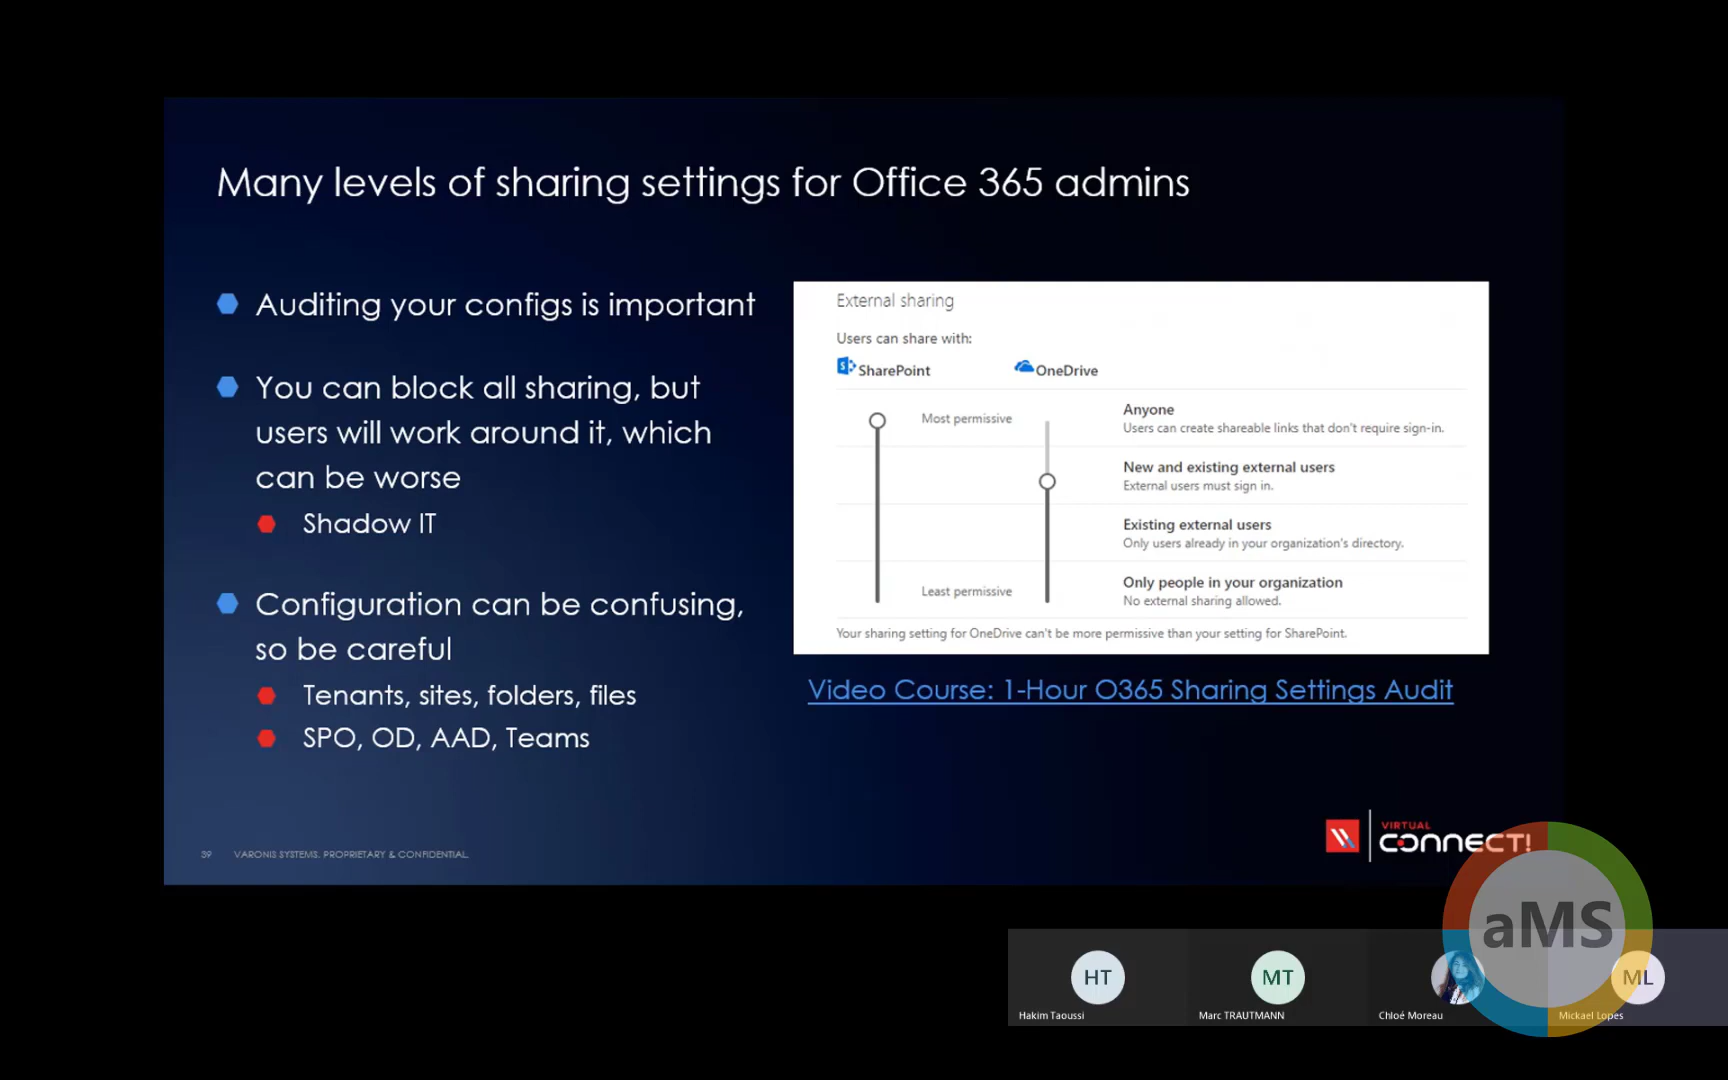 Many levels of sharing settings for Office 365 admins
Auditing your configs is important
You can block all sharing, but
users will work around it, which
can be worse
Shadow IT
Configuration can be confusing,
so be careful
Tenants, sites, folders, files
SPO, OD, AAD, Teams
External sharing
Users can share with:
SharePoint
OneDrive
Most permissive
Anyone
Users can create shareable links that don't require sign-in.
New and existing external users
External users must sign in.
Existing external users
Only users already in your organization's directory.
Least permissive
Only people in your organization
No external sharing allowed.
Your sharing setting for OneDrive can't be more permissive than your setting for SharePoint.
Video Course: 1-Hour O365 Sharing Settings Audit
39 VARONIS SYSTEMS. PROPRIETARY & CONFIDENTIAL.
VIRTUAL
CONNECT!
aMS
HT
MT
ML
Hakim Taoussi
Marc TRAUTMANN
Chloé Moreau
Mickael Lopes